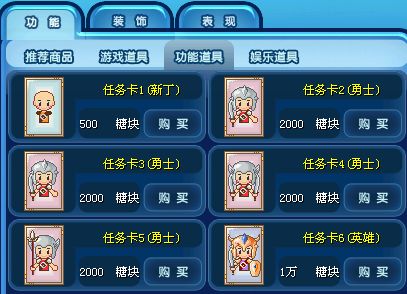 功能 装饰 表现
推荐商品 游戏道具 功能道具 娱乐道具
任务卡1(新丁) 任务卡2(勇士)
500 糖块 购买 2000 糖块 购买
任务卡3(勇士) 任务卡4(勇士)
2000 糖块 购买 2000 糖块 购买
任务卡5(勇士) 任务卡6(英雄)
2000 糖块 购买 1万 糖块 购买